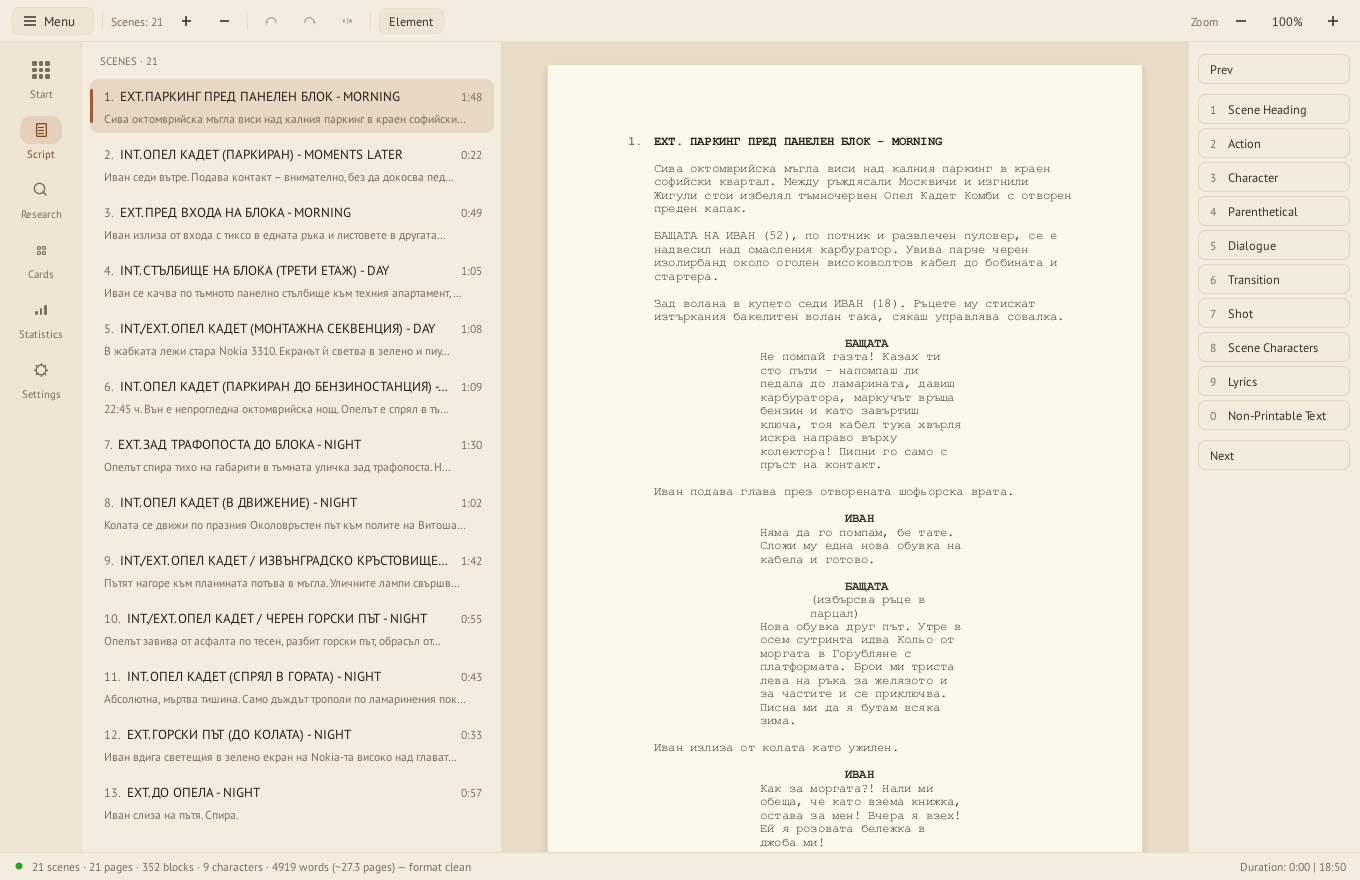 Menu
Scenes: 21
Element
Zoom
100%
Start
Script
Research
Cards
Statistics
Settings
SCENES · 21
1. EXT. ПАРКИНГ ПРЕД ПАНЕЛЕН БЛОК - MORNING 1:48
Сива октомврийска мъгла виси над калния паркинг в краен софийски…
2. INT. ОПЕЛ КАДЕТ (ПАРКИРАН) - MOMENTS LATER 0:22
Иван седи вътре. Подава контакт – внимателно, без да докосва пед…
3. EXT. ПРЕД ВХОДА НА БЛОКА - MORNING 0:49
Иван излиза от входа с тиксо в едната ръка и листовете в другата…
4. INT. СТЪЛБИЩЕ НА БЛОКА (ТРЕТИ ЕТАЖ) - DAY 1:05
Иван се качва по тъмното панелно стълбище към техния апартамент, …
5. INT./EXT. ОПЕЛ КАДЕТ (МОНТАЖНА СЕКВЕНЦИЯ) - DAY 1:08
В жабката лежи стара Nokia 3310. Екранът ѝ светва в зелено и пиу…
6. INT. ОПЕЛ КАДЕТ (ПАРКИРАН ДО БЕНЗИНОСТАНЦИЯ) -… 1:09
22:45 ч. Вън е непрогледна октомврийска нощ. Опелът е спрял в тъ…
7. EXT. ЗАД ТРАФОПОСТА ДО БЛОКА - NIGHT 1:30
Опелът спира тихо на габарити в тъмната уличка зад трафопоста. Н…
8. INT. ОПЕЛ КАДЕТ (В ДВИЖЕНИЕ) - NIGHT 1:02
Колата се движи по празния Околовръстен път към полите на Витоша…
9. INT./EXT. ОПЕЛ КАДЕТ / ИЗВЪНГРАДСКО КРЪСТОВИЩЕ… 1:42
Пътят нагоре към планината потъва в мъгла. Уличните лампи свършв…
10. INT./EXT. ОПЕЛ КАДЕТ / ЧЕРЕН ГОРСКИ ПЪТ - NIGHT 0:55
Опелът завива от асфалта по тесен, разбит горски път, обрасъл от…
11. INT. ОПЕЛ КАДЕТ (СПРЯЛ В ГОРАТА) - NIGHT 0:43
Абсолютна, мъртва тишина. Само дъждът трополи по ламаринения пок…
12. EXT. ГОРСКИ ПЪТ (ДО КОЛАТА) - NIGHT 0:33
Иван вдига светещия в зелено екран на Nokia-та високо над глават…
13. EXT. ДО ОПЕЛА - NIGHT 0:57
Иван слиза на пътя. Спира.
1. EXT. ПАРКИНГ ПРЕД ПАНЕЛЕН БЛОК - MORNING
Сива октомврийска мъгла виси над калния паркинг в краен
софийски квартал. Между ръждясали Москвичи и изгнили
Жигули стои избелял тъмночервен Опел Кадет Комби с отворен
преден капак.
БАЩАТА НА ИВАН (52), по потник и развлечен пуловер, се е
надвесил над омасления карбуратор. Увива парче черен
изолирбанд около оголен високоволтов кабел до бобината и
стартера.
Зад волана в купето седи ИВАН (18). Ръцете му стискат
изтъркания бакелитен волан така, сякаш управлява совалка.
БАЩАТА
Не помпай газта! Казах ти
сто пъти – напомпаш ли
педала до ламарината, давиш
карбуратора, маркучът връща
бензин и като завъртиш
ключа, тоя кабел тука хвърля
искра направо върху
колектора! Пипни го само с
пръст на контакт.
Иван подава глава през отворената шофьорска врата.
ИВАН
Няма да го помпам, бе тате.
Сложи му една нова обувка на
кабела и готово.
БАЩАТА
(избърсва ръце в
парцал)
Нова обувка друг път. Утре в
осем сутринта идва Кольо от
моргата в Горубляне с
платформата. Брои ми триста
лева на ръка за желязото и
за частите и се приключва.
Писна ми да я бутам всяка
зима.
Иван излиза от колата като ужилен.
ИВАН
Как за моргата?! Нали ми
обеща, че като взема книжка,
остава за мен! Вчера я взех!
Ей я розовата бележка в
джоба ми!
Prev
1 Scene Heading
2 Action
3 Character
4 Parenthetical
5 Dialogue
6 Transition
7 Shot
8 Scene Characters
9 Lyrics
0 Non-Printable Text
Next
21 scenes · 21 pages · 352 blocks · 9 characters · 4919 words (~27.3 pages) — format clean
Duration: 0:00 | 18:50